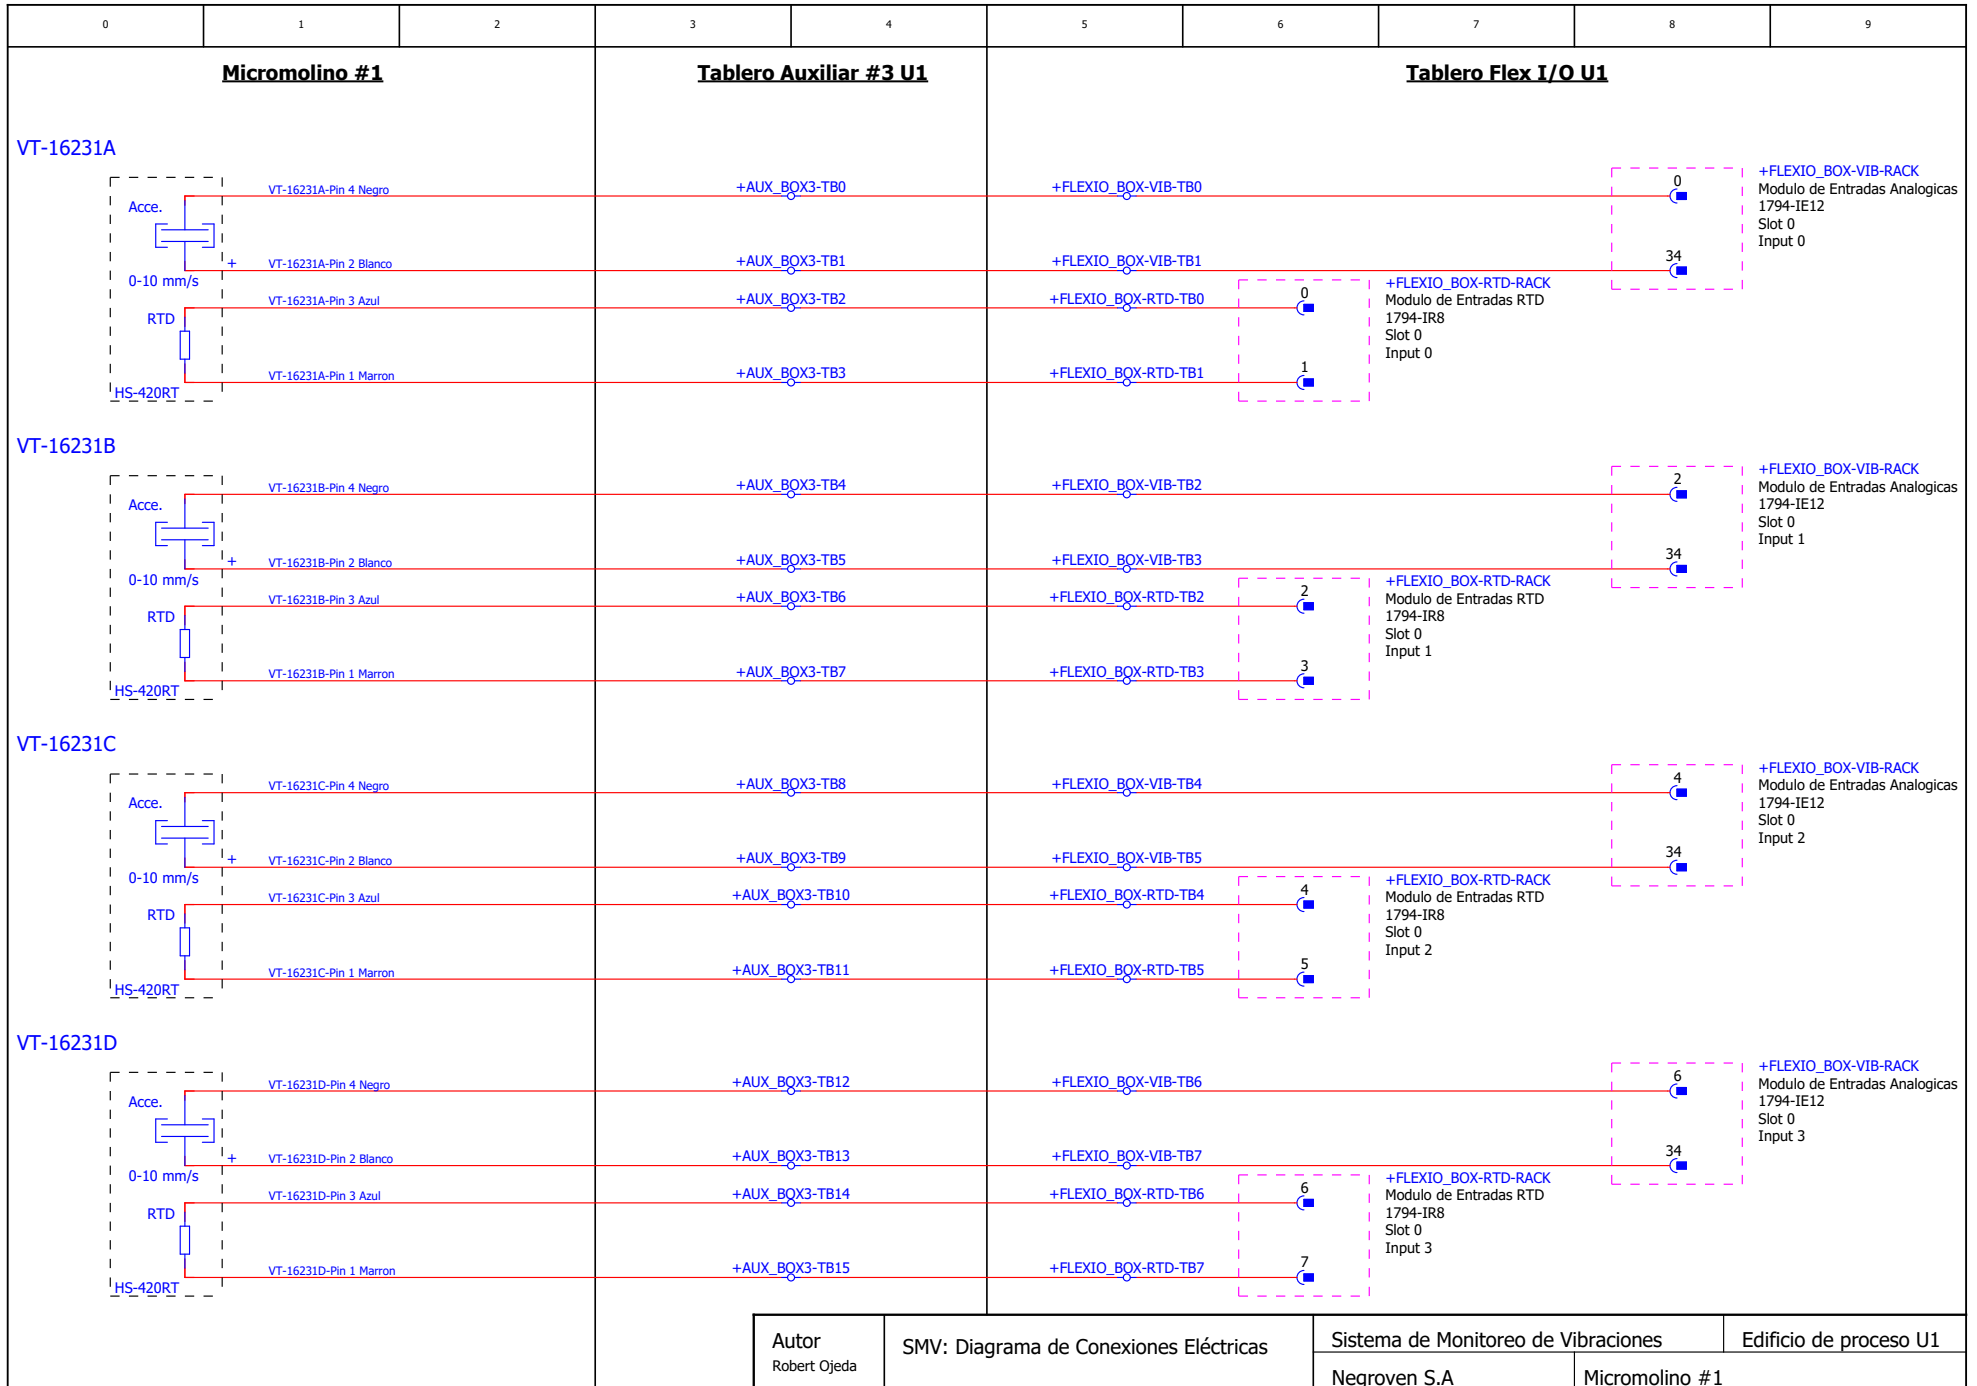 0 1 2 3 4 5 6 7 8 9
Micromolino #1
Tablero Auxiliar #3 U1
Tablero Flex I/O U1
VT-16231A
Acce.
0-10 mm/s
RTD
HS-420RT
+
VT-16231A-Pin 4 Negro
+AUX_BOX3-TB0
+FLEXIO_BOX-VIB-TB0
0
VT-16231A-Pin 2 Blanco
+AUX_BOX3-TB1
+FLEXIO_BOX-VIB-TB1
34
+FLEXIO_BOX-VIB-RACK
Modulo de Entradas Analogicas
1794-IE12
Slot 0
Input 0
VT-16231A-Pin 3 Azul
+AUX_BOX3-TB2
+FLEXIO_BOX-RTD-TB0
0
VT-16231A-Pin 1 Marron
+AUX_BOX3-TB3
+FLEXIO_BOX-RTD-TB1
1
+FLEXIO_BOX-RTD-RACK
Modulo de Entradas RTD
1794-IR8
Slot 0
Input 0
VT-16231B
Acce.
0-10 mm/s
RTD
HS-420RT
+
VT-16231B-Pin 4 Negro
+AUX_BOX3-TB4
+FLEXIO_BOX-VIB-TB2
2
VT-16231B-Pin 2 Blanco
+AUX_BOX3-TB5
+FLEXIO_BOX-VIB-TB3
34
+FLEXIO_BOX-VIB-RACK
Modulo de Entradas Analogicas
1794-IE12
Slot 0
Input 1
VT-16231B-Pin 3 Azul
+AUX_BOX3-TB6
+FLEXIO_BOX-RTD-TB2
2
VT-16231B-Pin 1 Marron
+AUX_BOX3-TB7
+FLEXIO_BOX-RTD-TB3
3
+FLEXIO_BOX-RTD-RACK
Modulo de Entradas RTD
1794-IR8
Slot 0
Input 1
VT-16231C
Acce.
0-10 mm/s
RTD
HS-420RT
+
VT-16231C-Pin 4 Negro
+AUX_BOX3-TB8
+FLEXIO_BOX-VIB-TB4
4
VT-16231C-Pin 2 Blanco
+AUX_BOX3-TB9
+FLEXIO_BOX-VIB-TB5
34
+FLEXIO_BOX-VIB-RACK
Modulo de Entradas Analogicas
1794-IE12
Slot 0
Input 2
VT-16231C-Pin 3 Azul
+AUX_BOX3-TB10
+FLEXIO_BOX-RTD-TB4
4
VT-16231C-Pin 1 Marron
+AUX_BOX3-TB11
+FLEXIO_BOX-RTD-TB5
5
+FLEXIO_BOX-RTD-RACK
Modulo de Entradas RTD
1794-IR8
Slot 0
Input 2
VT-16231D
Acce.
0-10 mm/s
RTD
HS-420RT
+
VT-16231D-Pin 4 Negro
+AUX_BOX3-TB12
+FLEXIO_BOX-VIB-TB6
6
VT-16231D-Pin 2 Blanco
+AUX_BOX3-TB13
+FLEXIO_BOX-VIB-TB7
34
+FLEXIO_BOX-VIB-RACK
Modulo de Entradas Analogicas
1794-IE12
Slot 0
Input 3
VT-16231D-Pin 3 Azul
+AUX_BOX3-TB14
+FLEXIO_BOX-RTD-TB6
6
VT-16231D-Pin 1 Marron
+AUX_BOX3-TB15
+FLEXIO_BOX-RTD-TB7
7
+FLEXIO_BOX-RTD-RACK
Modulo de Entradas RTD
1794-IR8
Slot 0
Input 3
Autor
Robert Ojeda
SMV: Diagrama de Conexiones Eléctricas
Sistema de Monitoreo de Vibraciones
Edificio de proceso U1
Negroven S.A
Micromolino #1